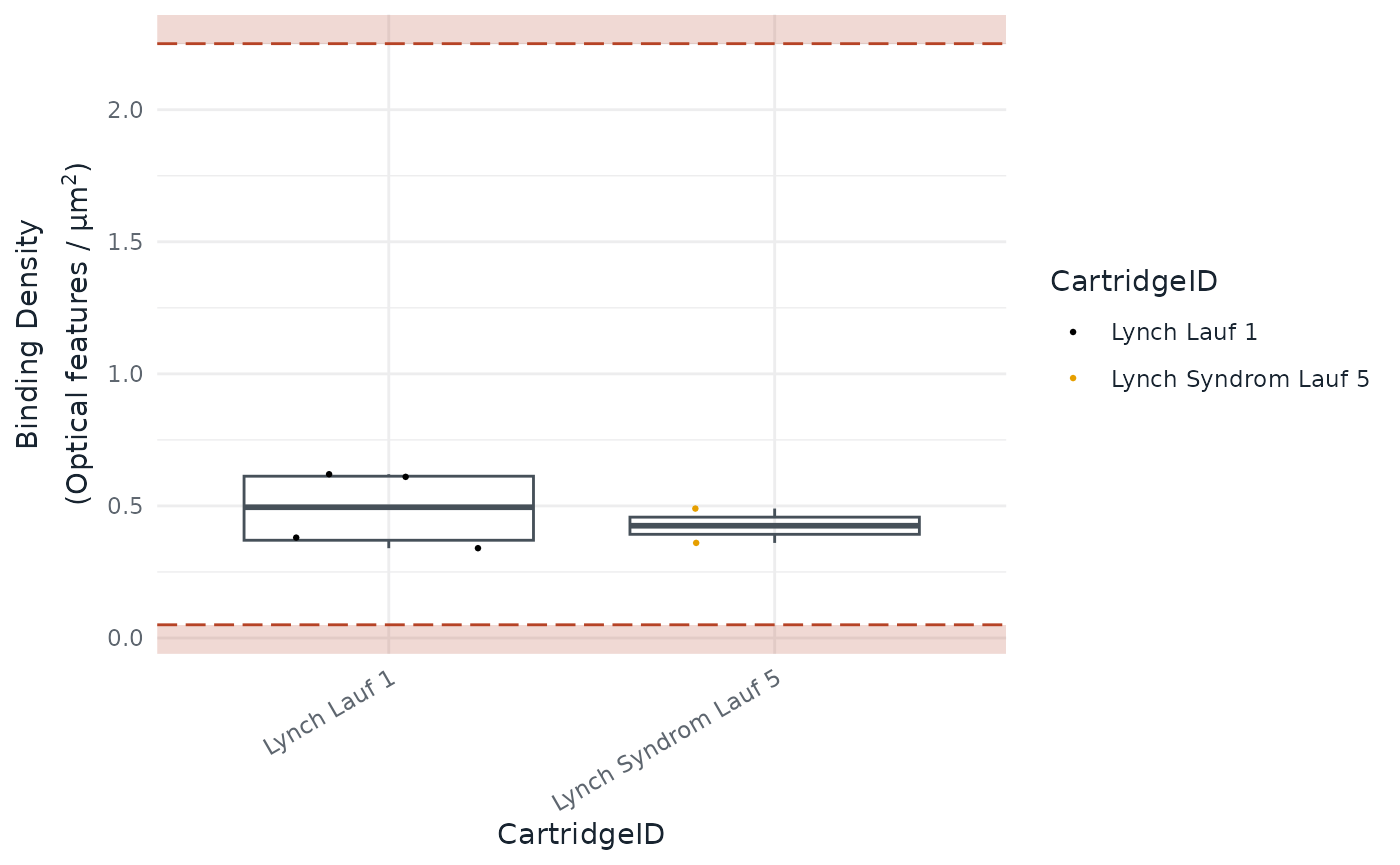 Binding Density
(Optical features / µm²)
2.0
1.5
1.0
0.5
0.0
Lynch Lauf 1
Lynch Syndrom Lauf 5
CartridgeID
CartridgeID
Lynch Lauf 1
Lynch Syndrom Lauf 5